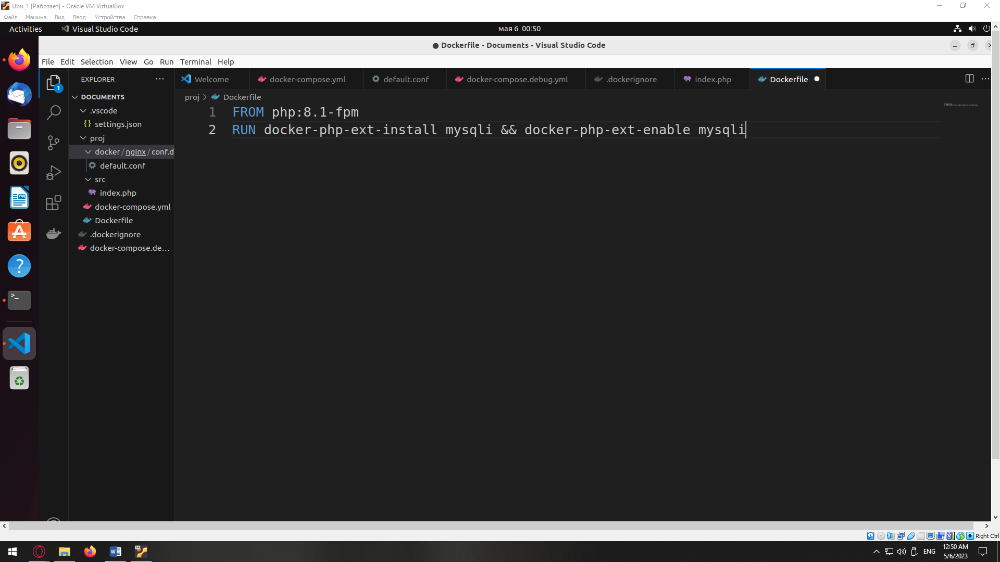 Ubu_1 [Работает] - Oracle VM VirtualBox
Файл Машина Вид Ввод Устройства Справка
Activities Visual Studio Code мая 6 00:50
● Dockerfile - Documents - Visual Studio Code
File Edit Selection View Go Run Terminal Help
EXPLORER ··· Welcome docker-compose.yml default.conf docker-compose.debug.yml .dockerignore index.php Dockerfile ● ···
proj > Dockerfile
1 FROM php:8.1-fpm
2 RUN docker-php-ext-install mysqli && docker-php-ext-enable mysqli
1
DOCUMENTS
.vscode
{} settings.json
proj
docker/nginx/conf.d
default.conf
src
index.php
docker-compose.yml
Dockerfile
.dockerignore
docker-compose.de...
Right Ctrl
ENG 12:50 AM
5/6/2023